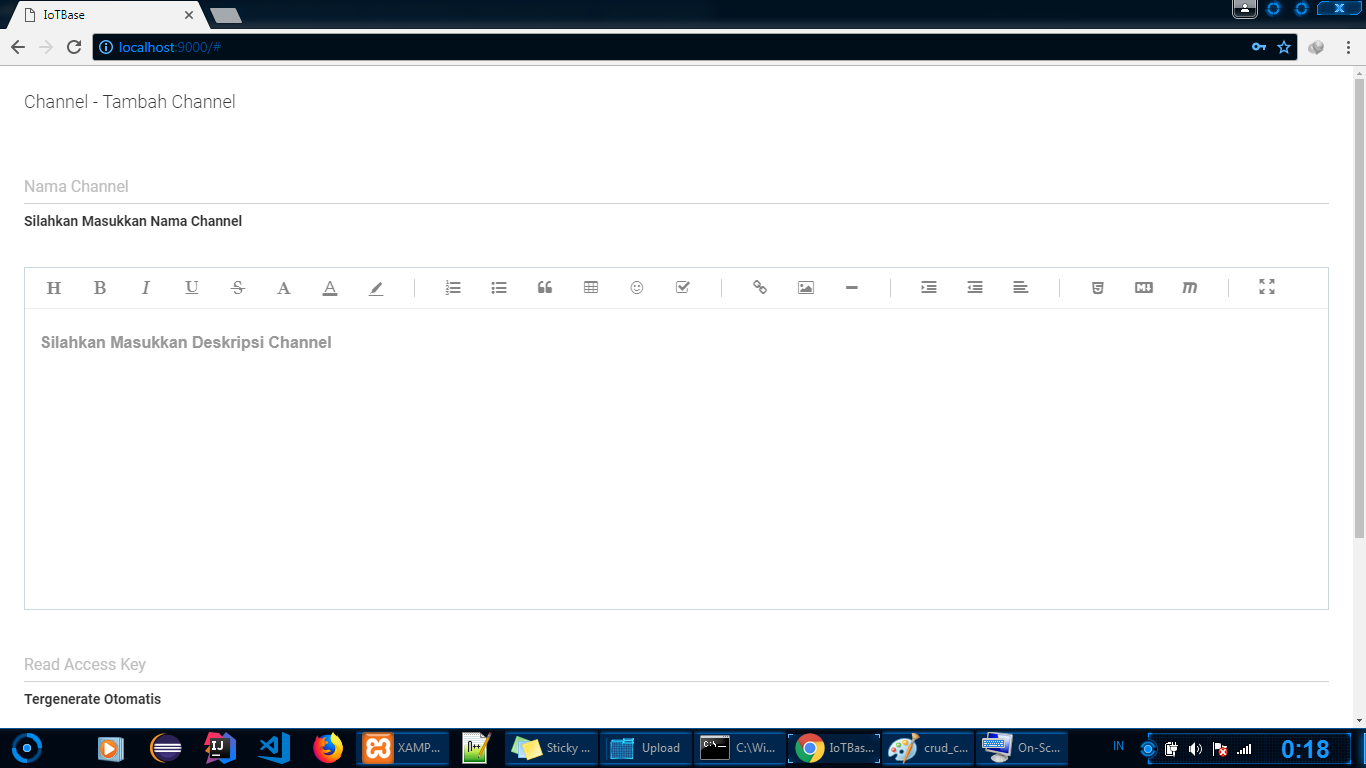 IoTBase
localhost:9000/#
Channel - Tambah Channel
Nama Channel
Silahkan Masukkan Nama Channel
H B I U S A A
Silahkan Masukkan Deskripsi Channel
Read Access Key
Tergenerate Otomatis
XAMP... Sticky ... Upload C:\Wi... IoTBas... crud_c... On-Sc... IN 0:18